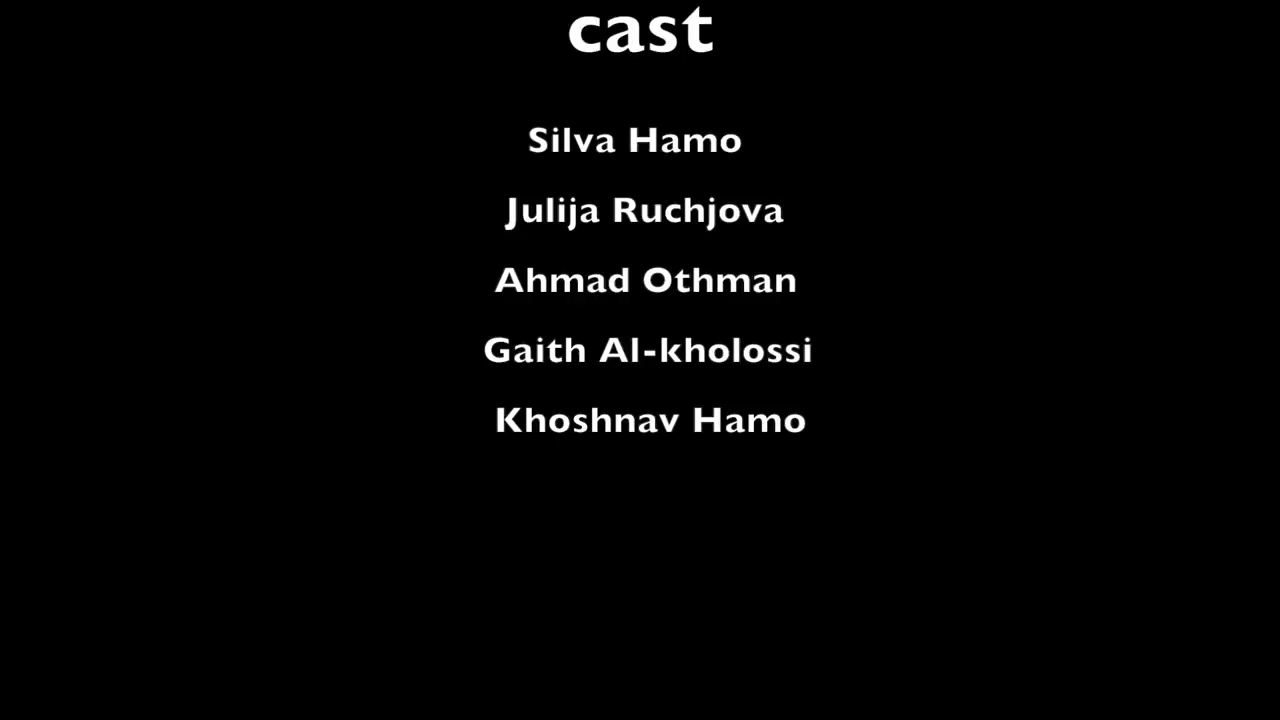 cast
Silva Hamo
Julija Ruchjova
Ahmad Othman
Gaith Al-kholossi
Khoshnav Hamo